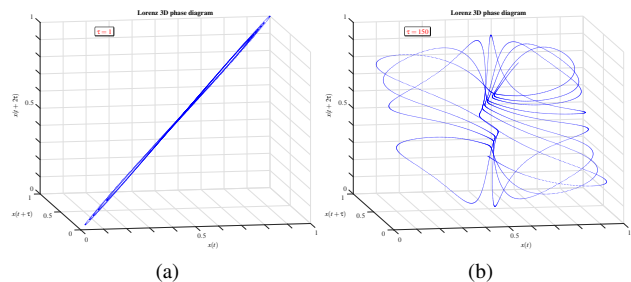 Lorenz 3D phase diagram
τ = 1
x(t + 2τ)
1
0.5
0
1
0.5
0
x(t + τ)
0
0.5
1
x(t)
(a)
Lorenz 3D phase diagram
τ = 150
x(t + 2τ)
1
0.5
0
1
0.5
0
x(t + τ)
0
0.5
1
x(t)
(b)